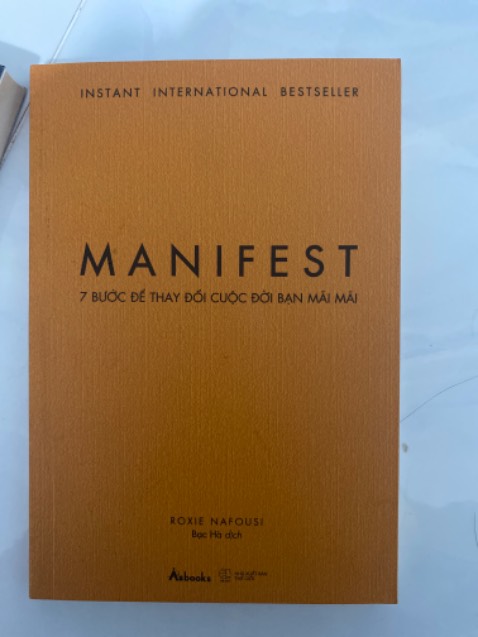 INSTANT INTERNATIONAL BESTSELLER
MANIFEST
7 BƯỚC ĐỂ THAY ĐỔI CUỘC ĐỜI BẠN MÃI MÃI
ROXIE NAFOUSI
Bạc Hà dịch
Azbooks